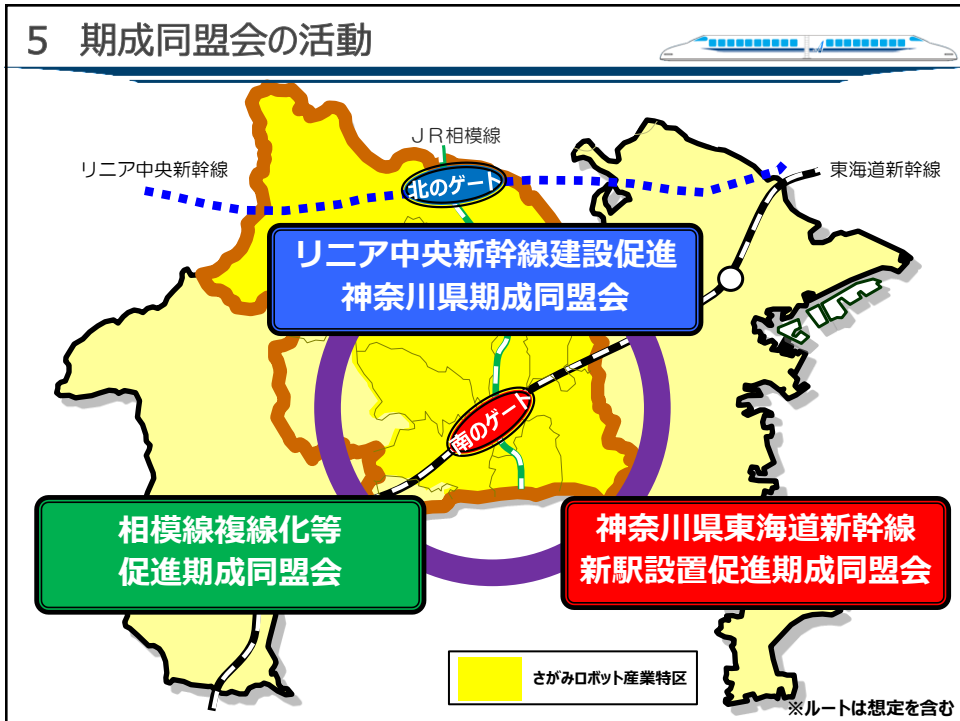 5 期成同盟会の活動
JR相模線
リニア中央新幹線
北のゲート
東海道新幹線
リニア中央新幹線建設促進
神奈川県期成同盟会
南のゲート
相模線複線化等
促進期成同盟会
神奈川県東海道新幹線
新駅設置促進期成同盟会
さがみロボット産業特区
※ルートは想定を含む